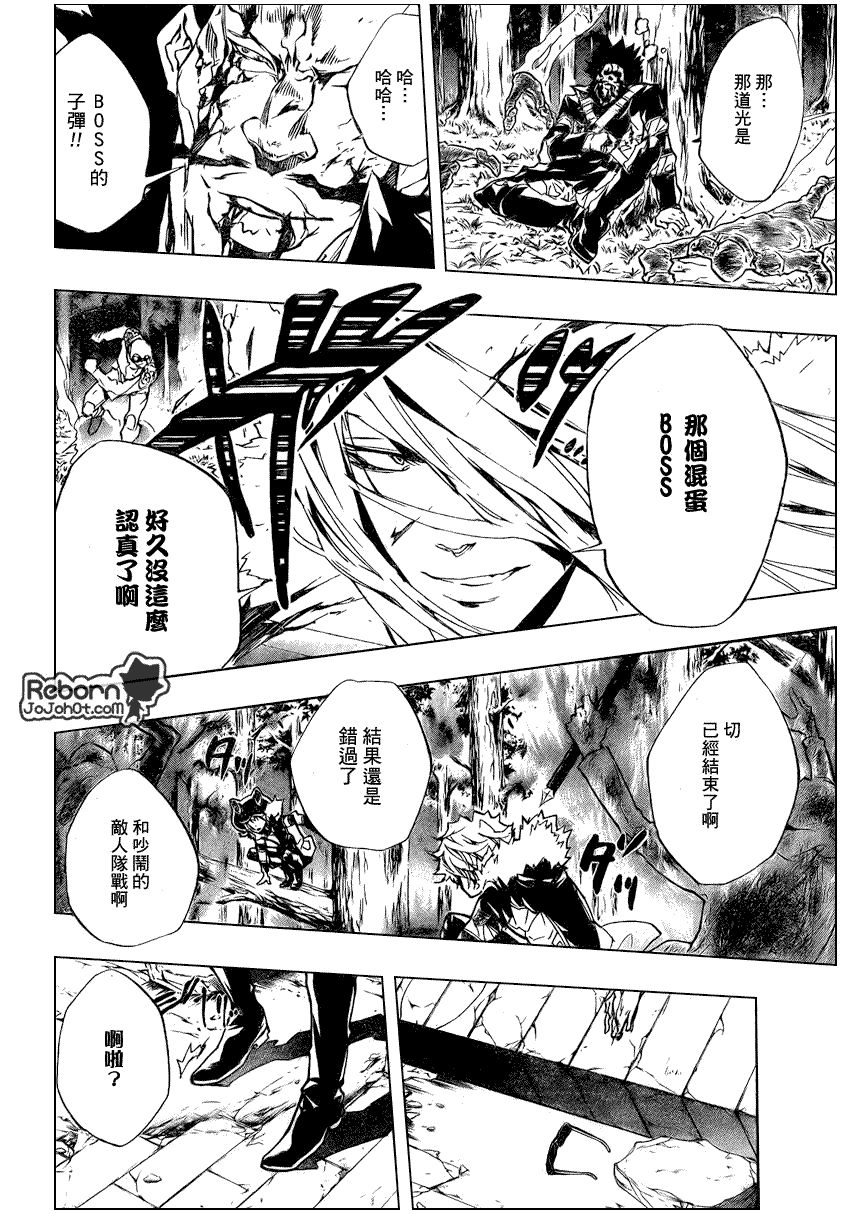 那…
那道光是
哈…
哈哈…
BOSS的
子彈!!
那個混蛋
BOSS
好久沒這麼
認真了啊
切
已經結束了啊
結果還是
錯過了
和吵鬧的
敵人隊戰啊
啊啦？
Reborn
JoJoHot.com